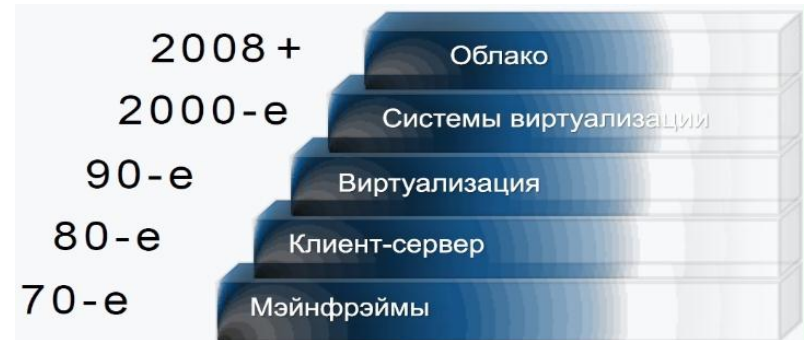 2008 + Облако
2000-е Системы виртуализации
90-е Виртуализация
80-е Клиент-сервер
70-е Мэйнфрэймы